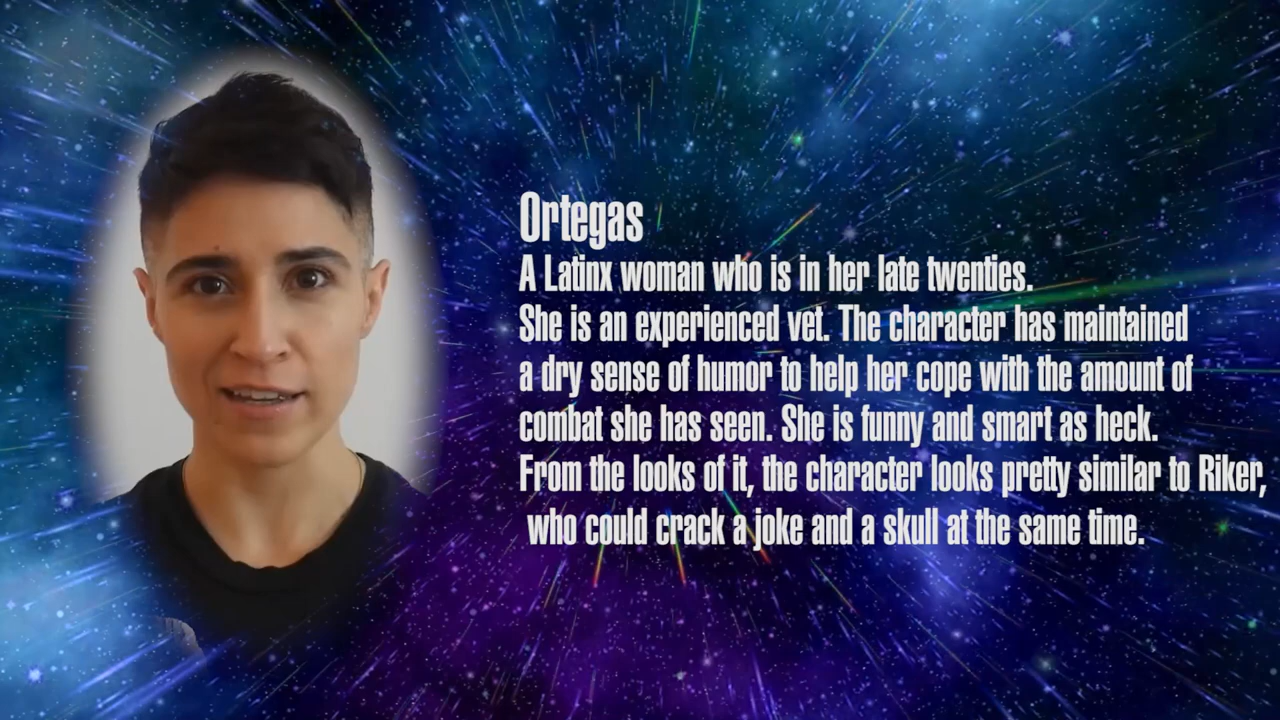 Ortegas
A Latinx woman who is in her late twenties.
She is an experienced vet. The character has maintained
a dry sense of humor to help her cope with the amount of
combat she has seen. She is funny and smart as heck.
From the looks of it, the character looks pretty similar to Riker,
who could crack a joke and a skull at the same time.